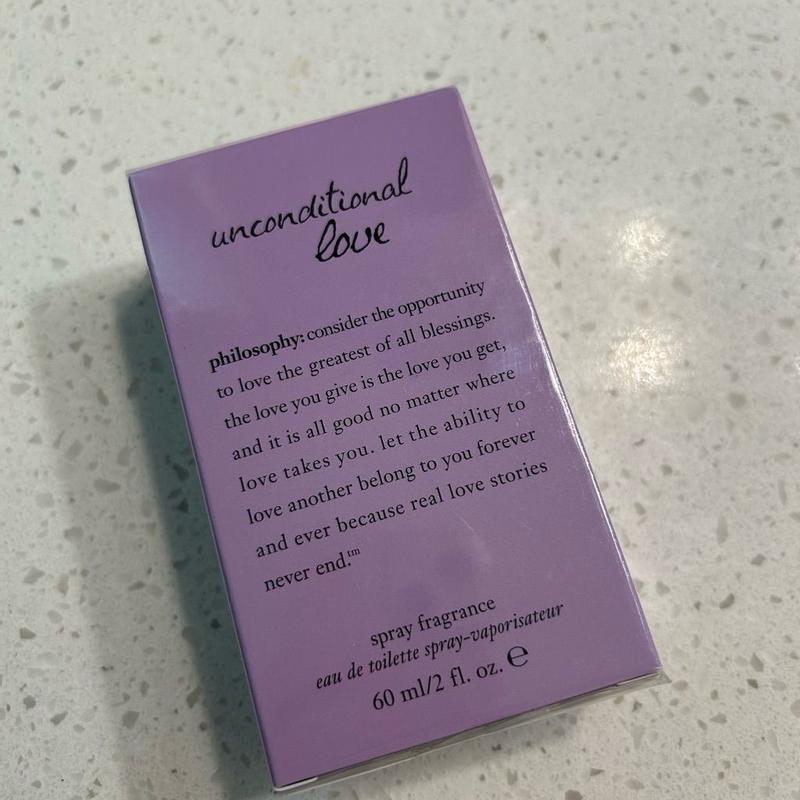 unconditional
love
philosophy: consider the opportunity
to love the greatest of all blessings.
the love you give is the love you get,
and it is all good no matter where
love takes you. let the ability to
love another belong to you forever
and ever because real love stories
never end.tm
spray fragrance
eau de toilette spray-vaporisateur
60 ml/2 fl. oz. ℮